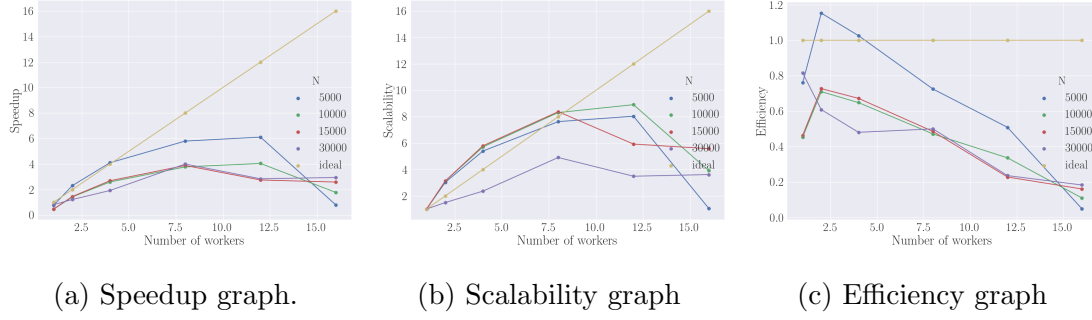 16
14
12
10
8
6
4
2
0
Speedup
2.5 5.0 7.5 10.0 12.5 15.0
Number of workers
N
5000
10000
15000
30000
ideal
(a) Speedup graph.
16
14
12
10
8
6
4
2
Scalability
2.5 5.0 7.5 10.0 12.5 15.0
Number of workers
N
5000
10000
15000
30000
ideal
(b) Scalability graph
1.2
1.0
0.8
0.6
0.4
0.2
0.0
Efficiency
2.5 5.0 7.5 10.0 12.5 15.0
Number of workers
N
5000
10000
15000
30000
ideal
(c) Efficiency graph